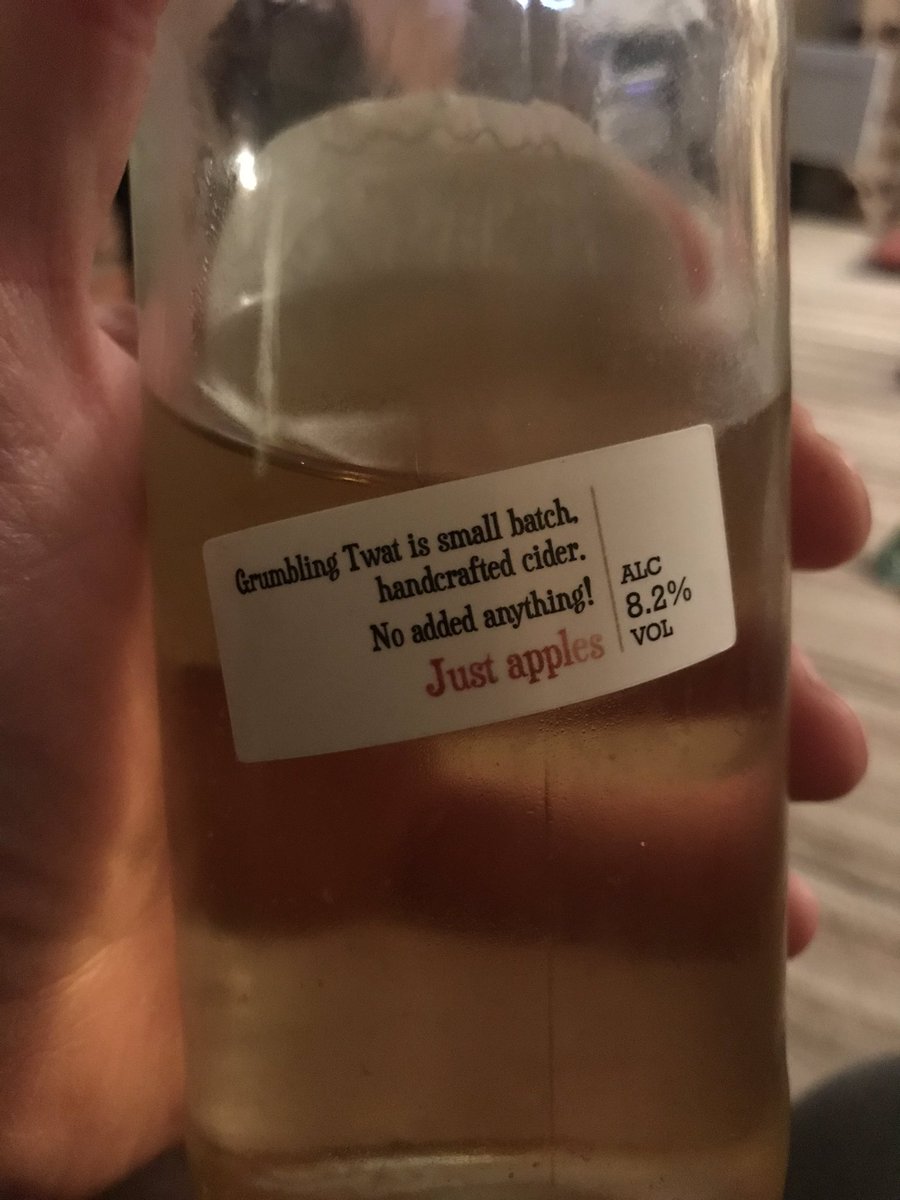 Grumbling Twat is small batch,
handcrafted cider.
No added anything!
Just apples
ALC
8.2%
VOL